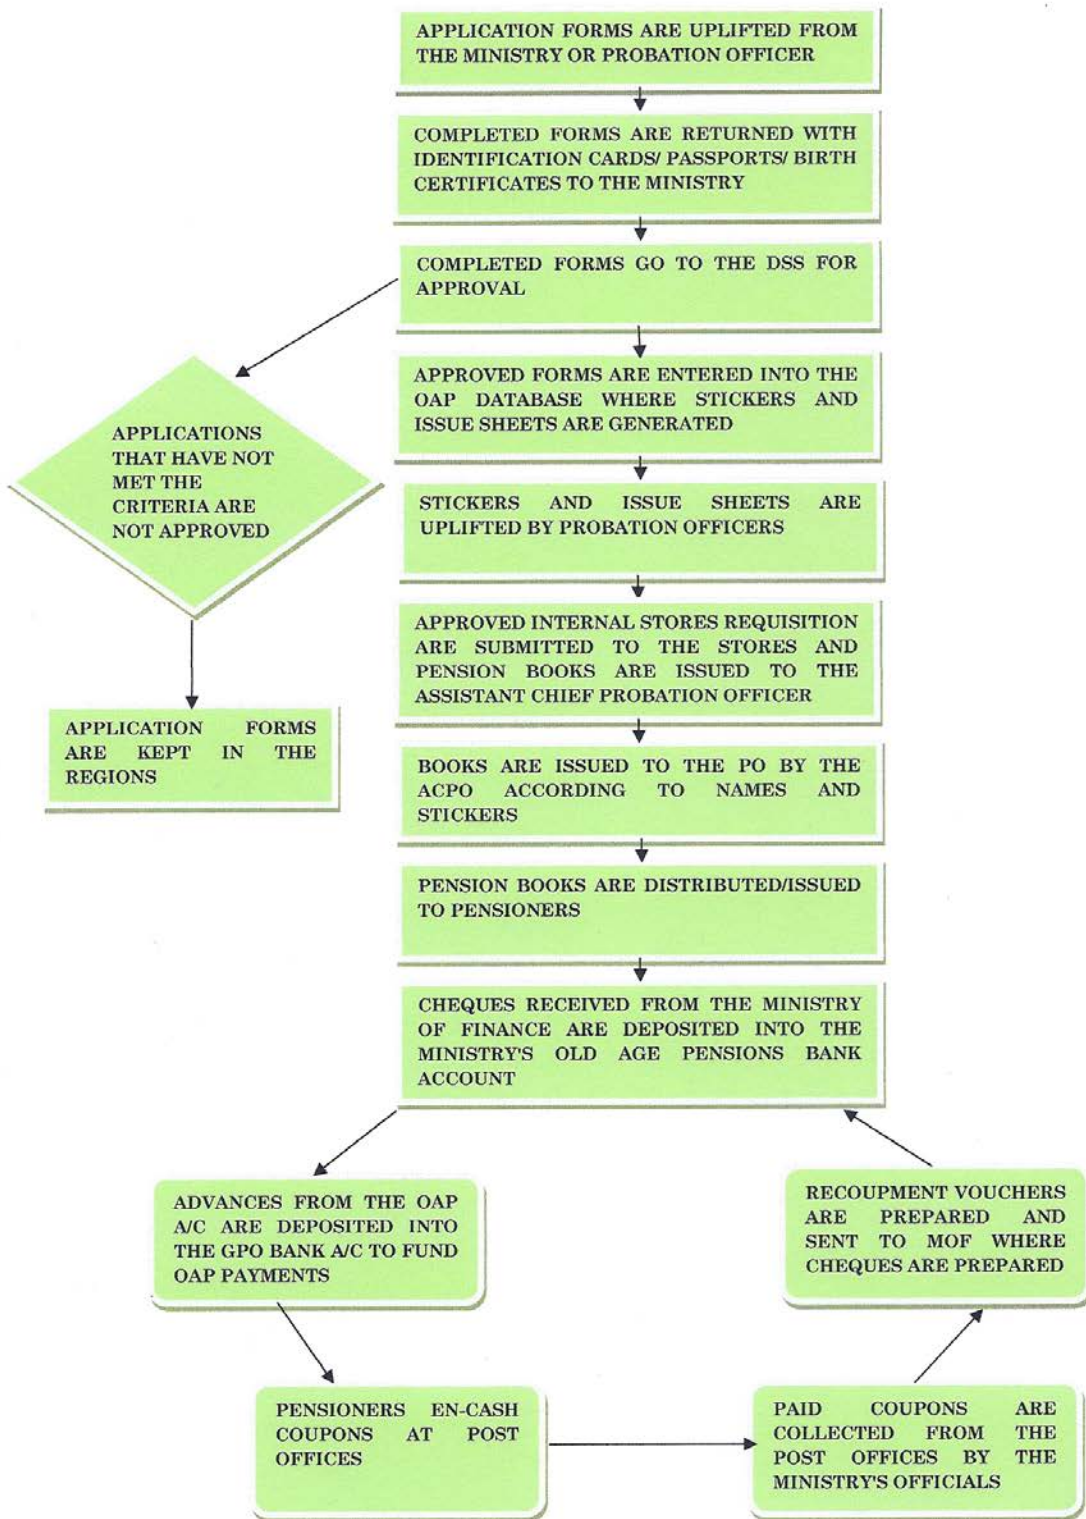 APPLICATION FORMS ARE UPLIFTED FROM
THE MINISTRY OR PROBATION OFFICER
COMPLETED FORMS ARE RETURNED WITH
IDENTIFICATION CARDS/ PASSPORTS/ BIRTH
CERTIFICATES TO THE MINISTRY
COMPLETED FORMS GO TO THE DSS FOR
APPROVAL
APPROVED FORMS ARE ENTERED INTO THE
OAP DATABASE WHERE STICKERS AND
ISSUE SHEETS ARE GENERATED
APPLICATIONS
THAT HAVE NOT
MET THE
CRITERIA ARE
NOT APPROVED
STICKERS AND ISSUE SHEETS ARE
UPLIFTED BY PROBATION OFFICERS
APPROVED INTERNAL STORES REQUISITION
ARE SUBMITTED TO THE STORES AND
PENSION BOOKS ARE ISSUED TO THE
ASSISTANT CHIEF PROBATION OFFICER
APPLICATION FORMS
ARE KEPT IN THE
REGIONS
BOOKS ARE ISSUED TO THE PO BY THE
ACPO ACCORDING TO NAMES AND
STICKERS
PENSION BOOKS ARE DISTRIBUTED/ISSUED
TO PENSIONERS
CHEQUES RECEIVED FROM THE MINISTRY
OF FINANCE ARE DEPOSITED INTO THE
MINISTRY'S OLD AGE PENSIONS BANK
ACCOUNT
ADVANCES FROM THE OAP
A/C ARE DEPOSITED INTO
THE GPO BANK A/C TO FUND
OAP PAYMENTS
RECOUPMENT VOUCHERS
ARE PREPARED AND
SENT TO MOF WHERE
CHEQUES ARE PREPARED
PENSIONERS EN-CASH
COUPONS AT POST
OFFICES
PAID COUPONS ARE
COLLECTED FROM THE
POST OFFICES BY THE
MINISTRY'S OFFICIALS